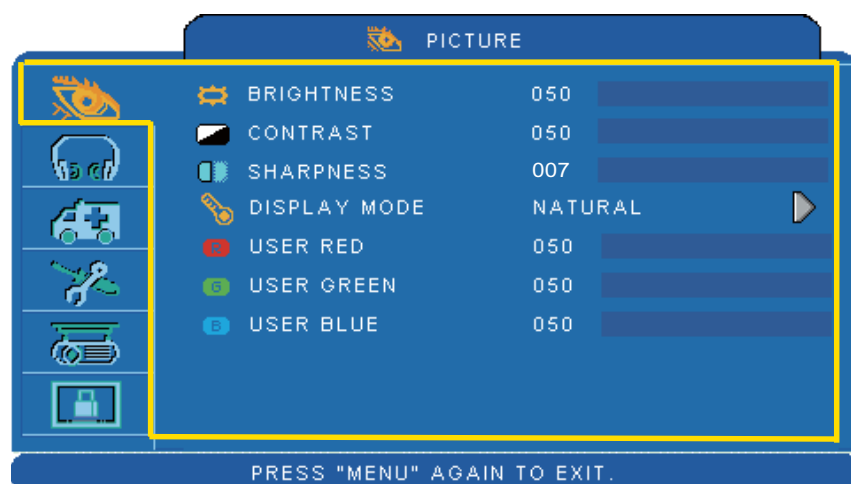 PICTURE
BRIGHTNESS 050
CONTRAST 050
SHARPNESS 007
DISPLAY MODE NATURAL
R USER RED 050
G USER GREEN 050
B USER BLUE 050
PRESS "MENU" AGAIN TO EXIT.